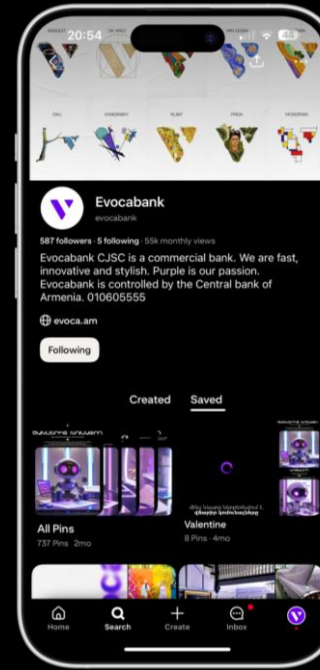 20:54
DALI
KANDINSKY
KLIMT
FRIDA
MONDRIAN
Evocabank
evocabank
587 followers · 5 following · 55k monthly views
Evocabank CJSC is a commercial bank. We are fast,
innovative and stylish. Purple is our passion.
Evocabank is controlled by the Central bank of
Armenia. 010605555
evoca.am
Following
Created
Saved
All Pins
737 Pins 2mo
Valentine
8 Pins · 4mo
Home
Search
Create
Inbox